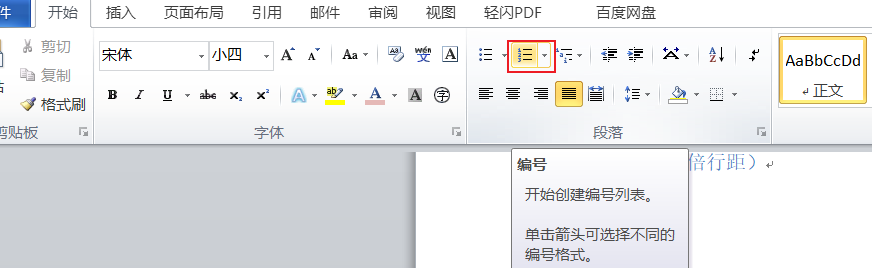 件 开始 插入 页面布局 引用 邮件 审阅 视图 轻闪PDF 百度网盘
剪切
复制
格式刷
宋体 小四 A A Aa wén 文 A
B I U abc x₂ x² A ab A A 字
AaBbCcDd
正文
剪贴板 字体 段落
倍行距）
编号
开始创建编号列表。
单击箭头可选择不同的
编号格式。